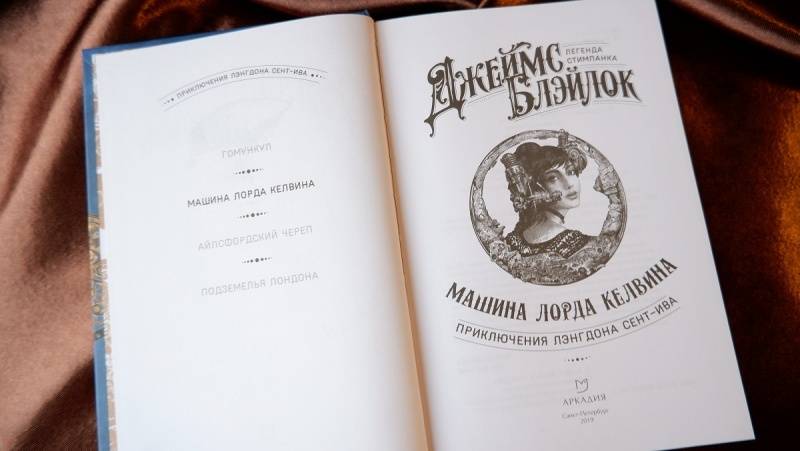 ПРИКЛЮЧЕНИЯ ЛЭНГДОНА СЕНТ-ИВА
ГОМУНКУЛ
МАШИНА ЛОРДА КЕЛВИНА
АЙЛСФОРДСКИЙ ЧЕРЕП
ПОДЗЕМЕЛЬЯ ЛОНДОНА
ДЖЕЙМС
БЛЭЙЛОК
ЛЕГЕНДА
СТИМПАНКА
МАШИНА ЛОРДА КЕЛВИНА
ПРИКЛЮЧЕНИЯ ЛЭНГДОНА СЕНТ-ИВА
АРКАДИЯ
Санкт-Петербург
2019